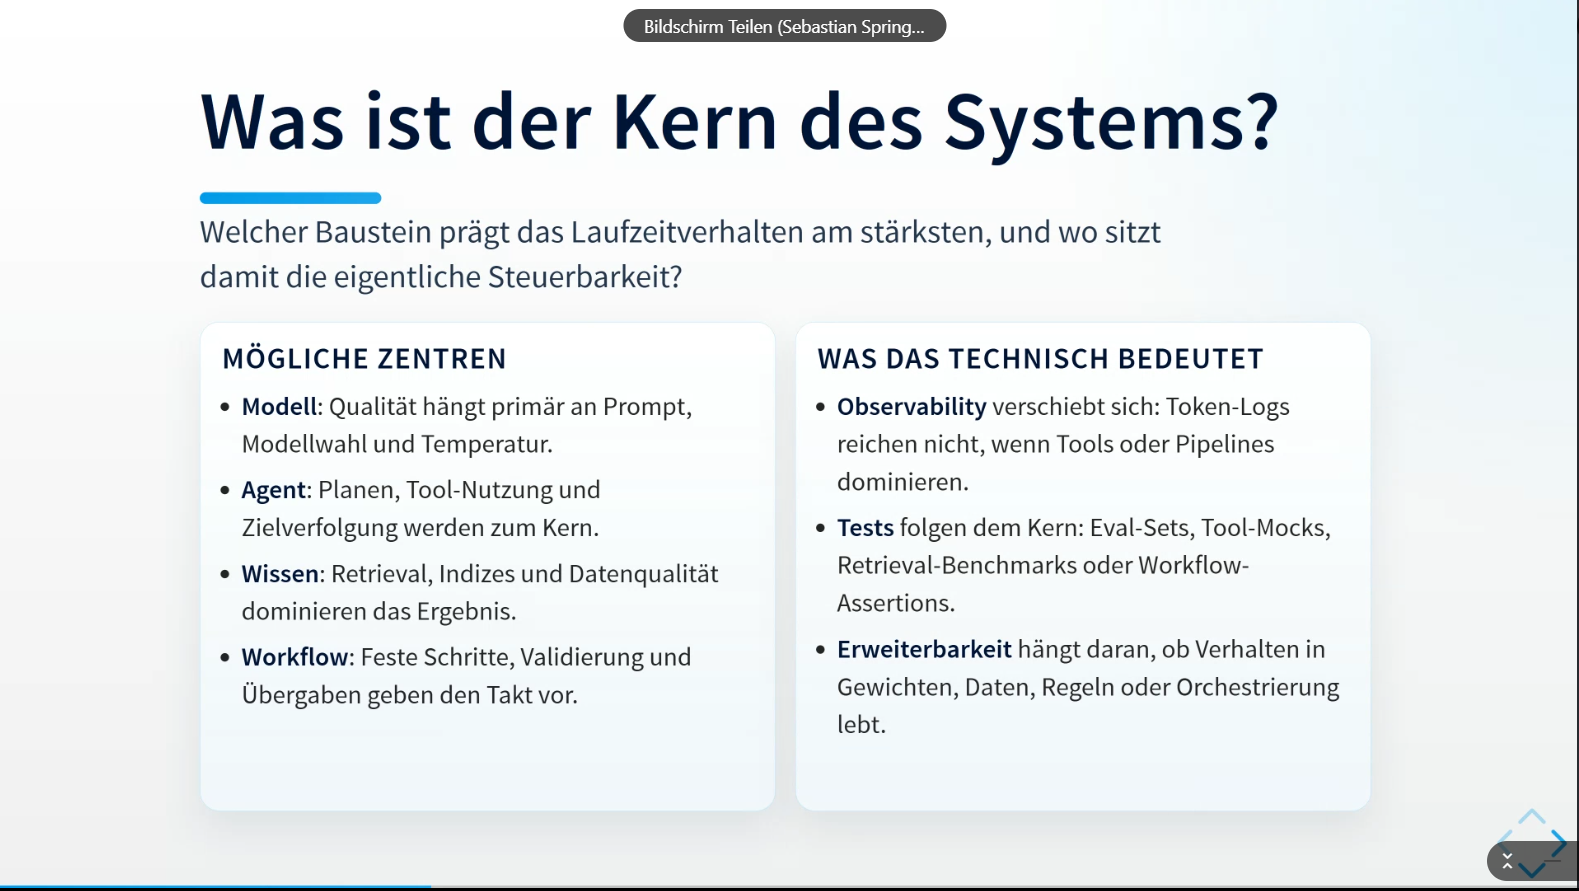 Bildschirm Teilen (Sebastian Spring...
Was ist der Kern des Systems?
Welcher Baustein prägt das Laufzeitverhalten am stärksten, und wo sitzt
damit die eigentliche Steuerbarkeit?
MÖGLICHE ZENTREN
• Modell: Qualität hängt primär an Prompt,
Modellwahl und Temperatur.
• Agent: Planen, Tool-Nutzung und
Zielverfolgung werden zum Kern.
• Wissen: Retrieval, Indizes und Datenqualität
dominieren das Ergebnis.
• Workflow: Feste Schritte, Validierung und
Übergaben geben den Takt vor.
WAS DAS TECHNISCH BEDEUTET
• Observability verschiebt sich: Token-Logs
reichen nicht, wenn Tools oder Pipelines
dominieren.
• Tests folgen dem Kern: Eval-Sets, Tool-Mocks,
Retrieval-Benchmarks oder Workflow-
Assertions.
• Erweiterbarkeit hängt daran, ob Verhalten in
Gewichten, Daten, Regeln oder Orchestrierung
lebt.